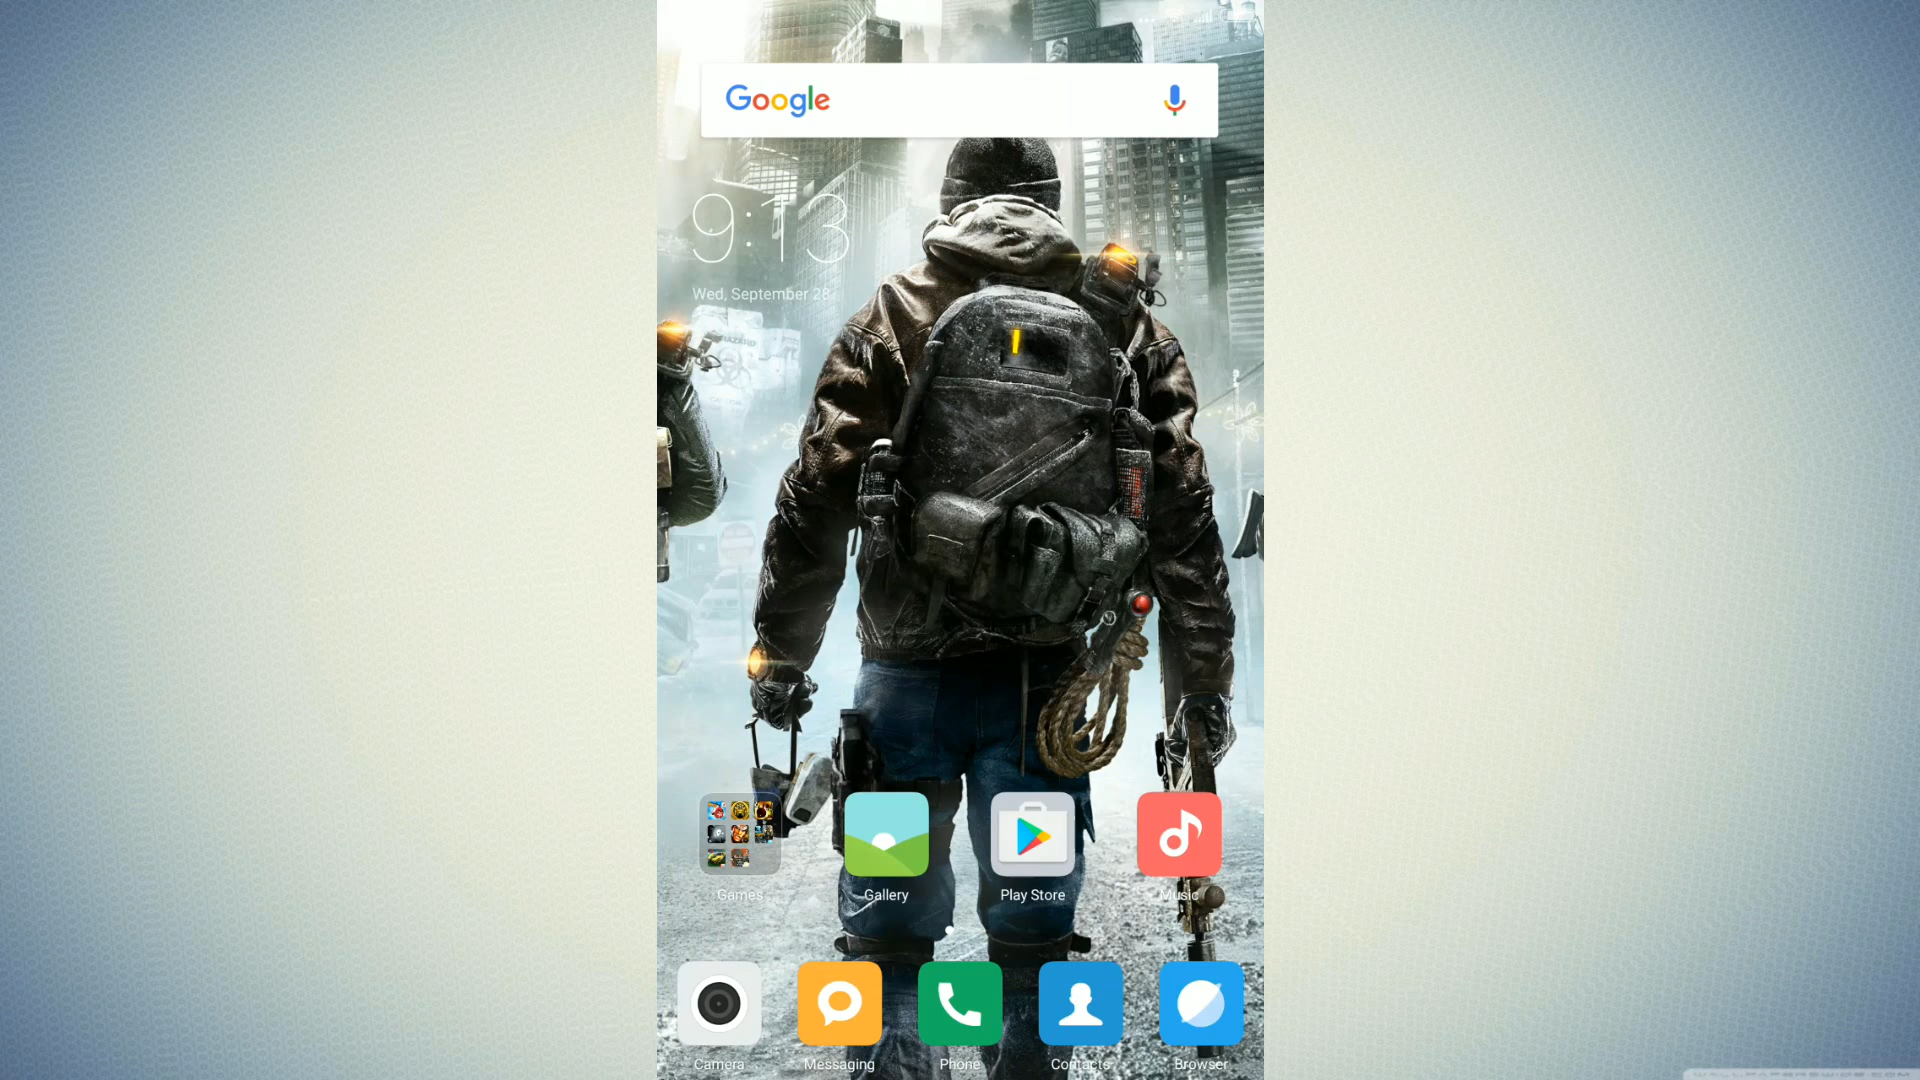 Google
9:13
Wed, September 28
Games
Gallery
Play Store
Music
Camera
Messaging
Phone
Contacts
Browser